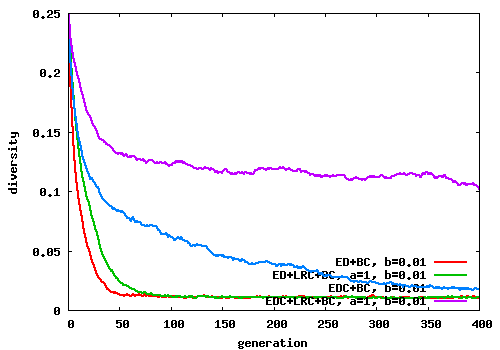 0.25
0.2
0.15
0.1
0.05
0
diversity
ED+BC, b=0.01
ED+LRC+BC, a=1, b=0.01
EDC+BC, b=0.01
EDC+LRC+BC, a=1, b=0.01
0 50 100 150 200 250 300 350 400
generation